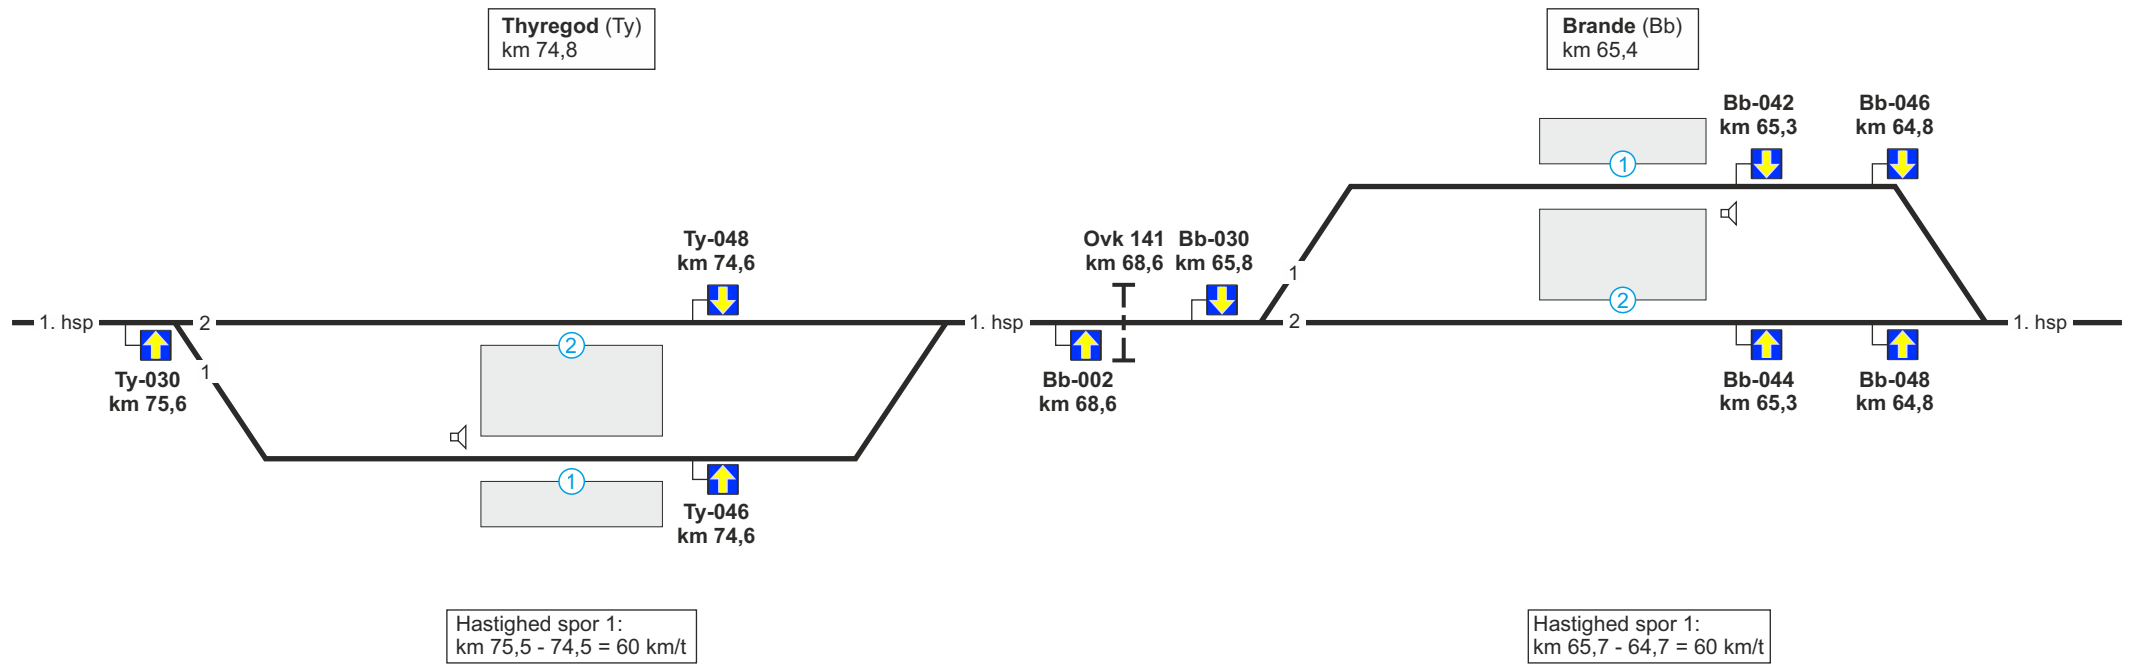 Thyregod (Ty)
km 74,8
Brande (Bb)
km 65,4
Bb-042
km 65,3
Bb-046
km 64,8
1
Ty-048
km 74,6
Ovk 141
km 68,6
Bb-030
km 65,8
1
2
1. hsp
2
1. hsp
2
1. hsp
2
1
Ty-030
km 75,6
Bb-002
km 68,6
Bb-044
km 65,3
Bb-048
km 64,8
1
Ty-046
km 74,6
Hastighed spor 1:
km 75,5 - 74,5 = 60 km/t
Hastighed spor 1:
km 65,7 - 64,7 = 60 km/t